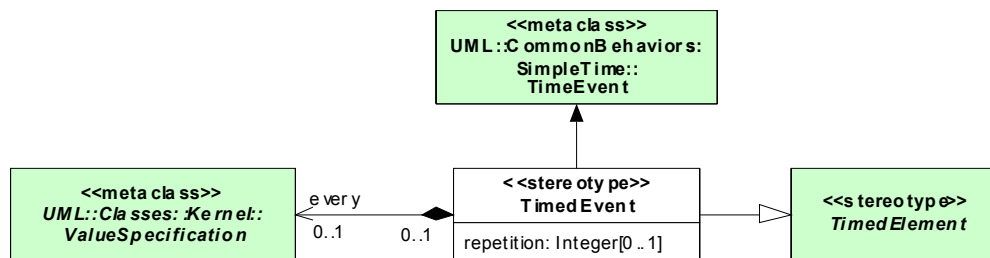 <<metaclass>>
UML::CommonBehaviors:
SimpleTime::
TimeEvent
<<metaclass>>
UML::Classes::Kernel::
ValueSpecification
every
0..1
0..1
<<stereotype>>
TimedEvent
repetition: Integer[0..1]
<<stereotype>>
TimedElement